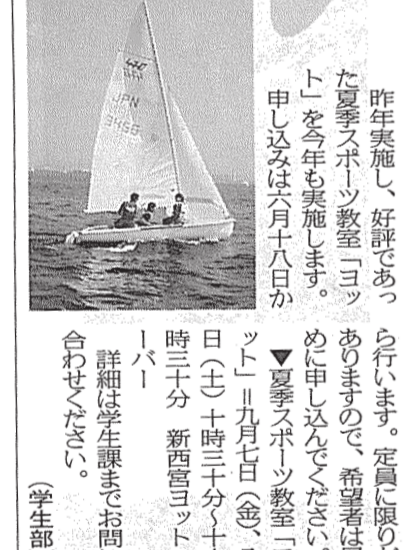 昨年実施し、好評であっ
た夏季スポーツ教室「ヨッ
ト」を今年も実施します。
申し込みは六月十八日か
ら行います。定員に限り
ありますので、希望者は
めに申し込んでください
▼夏季スポーツ教室「
ット」＝九月七日（金）、
日（土）十時三十分～十
時三十分 新西宮ヨット
ーバー
詳細は学生課までお問
合わせください。
（学生部
JPN